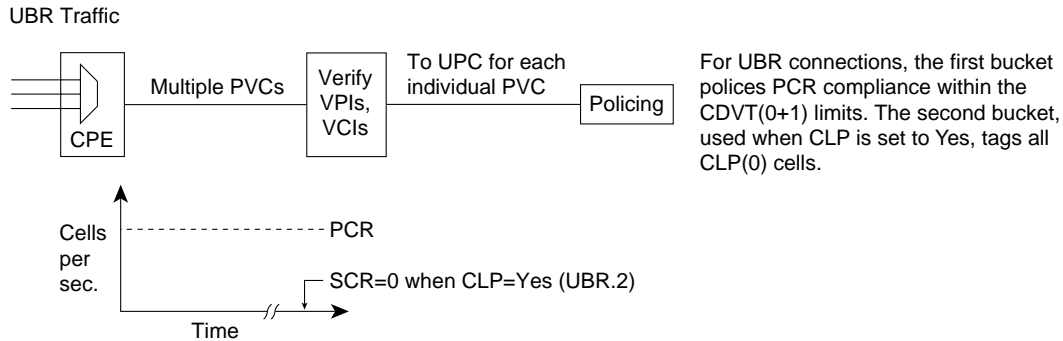 UBR Traffic
CPE
Multiple PVCs
Verify
VPIs,
VCIs
To UPC for each
individual PVC
Policing
For UBR connections, the first bucket
polices PCR compliance within the
CDVT(0+1) limits. The second bucket,
used when CLP is set to Yes, tags all
CLP(0) cells.
Cells
per
sec.
PCR
SCR=0 when CLP=Yes (UBR.2)
Time